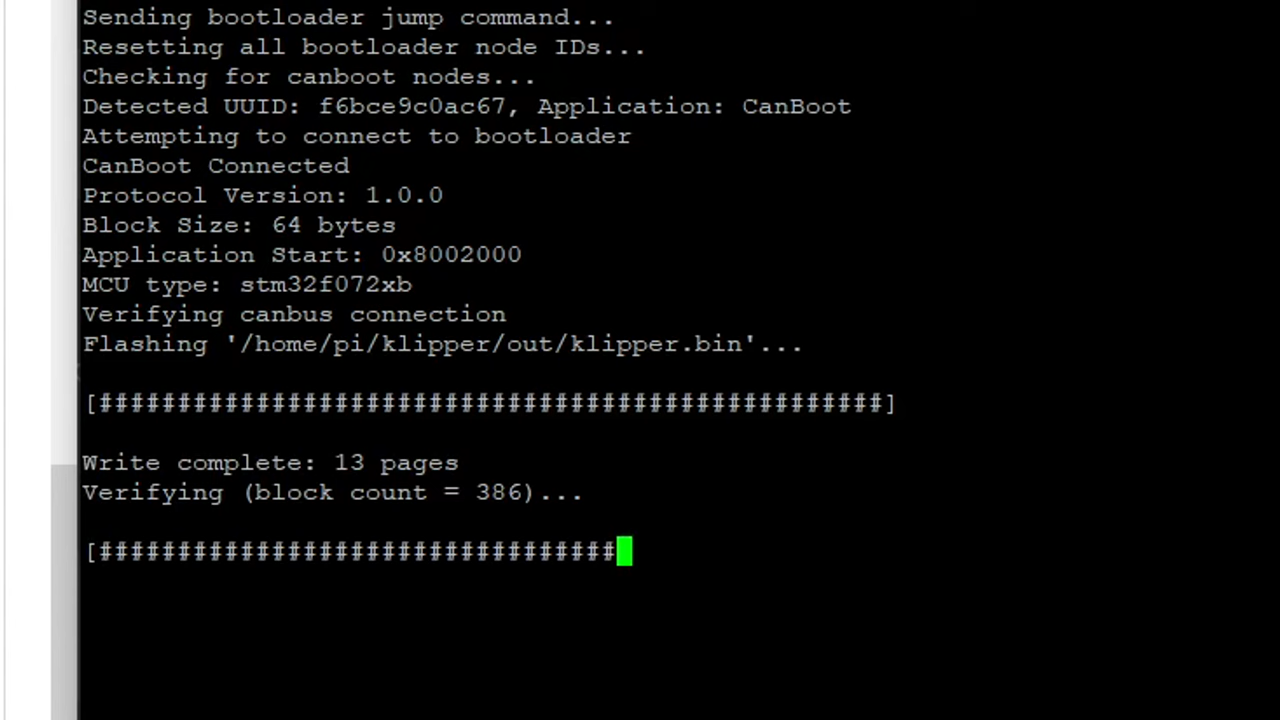 Sending bootloader jump command...
Resetting all bootloader node IDs...
Checking for canboot nodes...
Detected UUID: f6bce9c0ac67, Application: CanBoot
Attempting to connect to bootloader
CanBoot Connected
Protocol Version: 1.0.0
Block Size: 64 bytes
Application Start: 0x8002000
MCU type: stm32f072xb
Verifying canbus connection
Flashing '/home/pi/klipper/out/klipper.bin'...
[##################################################]
Write complete: 13 pages
Verifying (block count = 386)...
[#################################